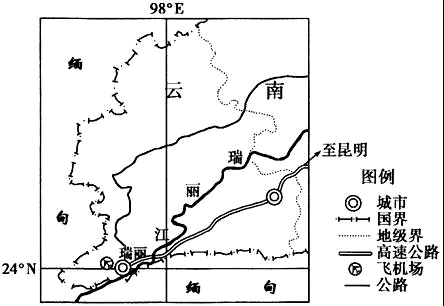 98°E
缅
云
南
瑞
至昆明
丽
图例
城市
甸
江
国界
地级界
瑞丽
高速公路
24°N
飞机场
缅
甸
公路